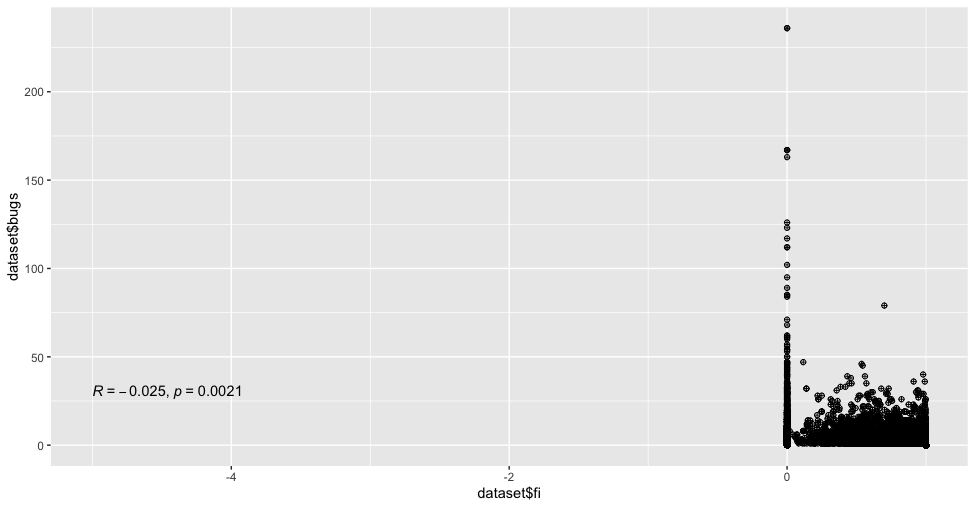 200
150
100
50
0
dataset$bugs
R = – 0.025, p = 0.0021
-4
-2
0
dataset$fi